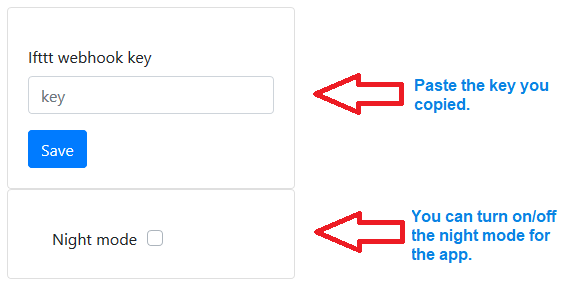 Ifttt webhook key
key
Paste the key you
copied.
Save
Night mode
You can turn on/off
the night mode for
the app.